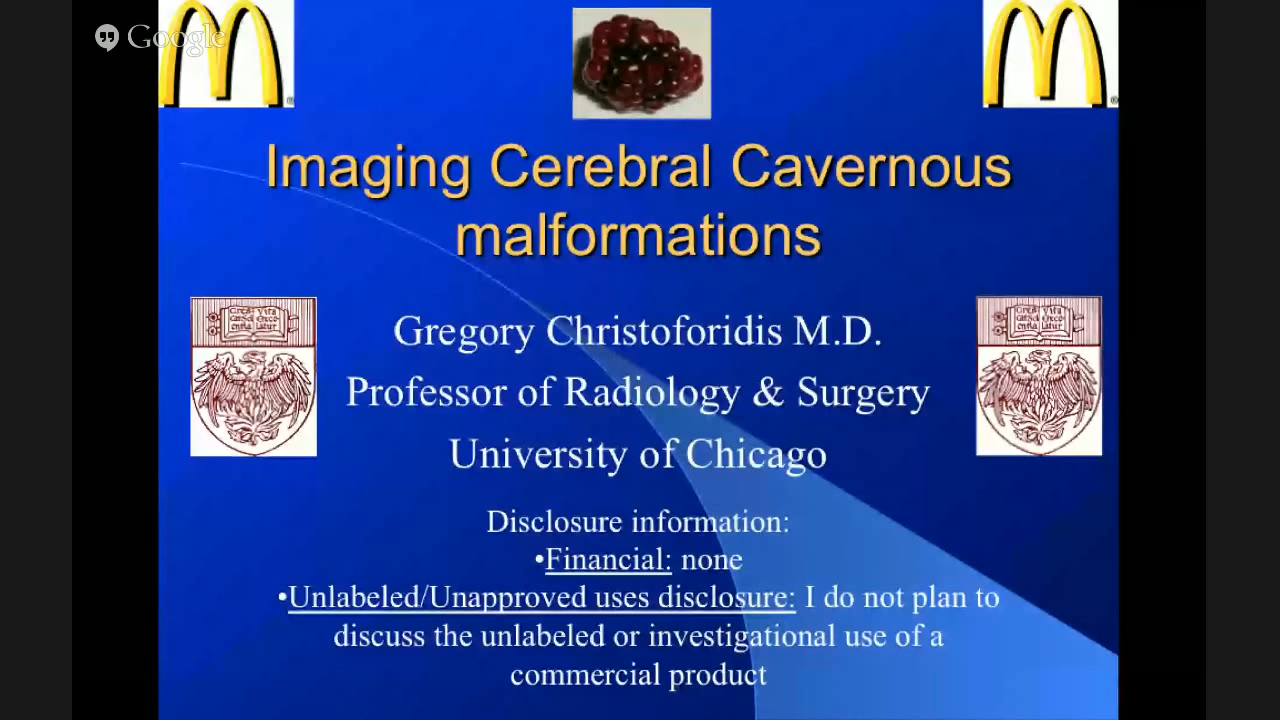 Google
Imaging Cerebral Cavernous
malformations
Gregory Christoforidis M.D.
Professor of Radiology & Surgery
University of Chicago
Disclosure information:
•Financial: none
•Unlabeled/Unapproved uses disclosure: I do not plan to
discuss the unlabeled or investigational use of a
commercial product